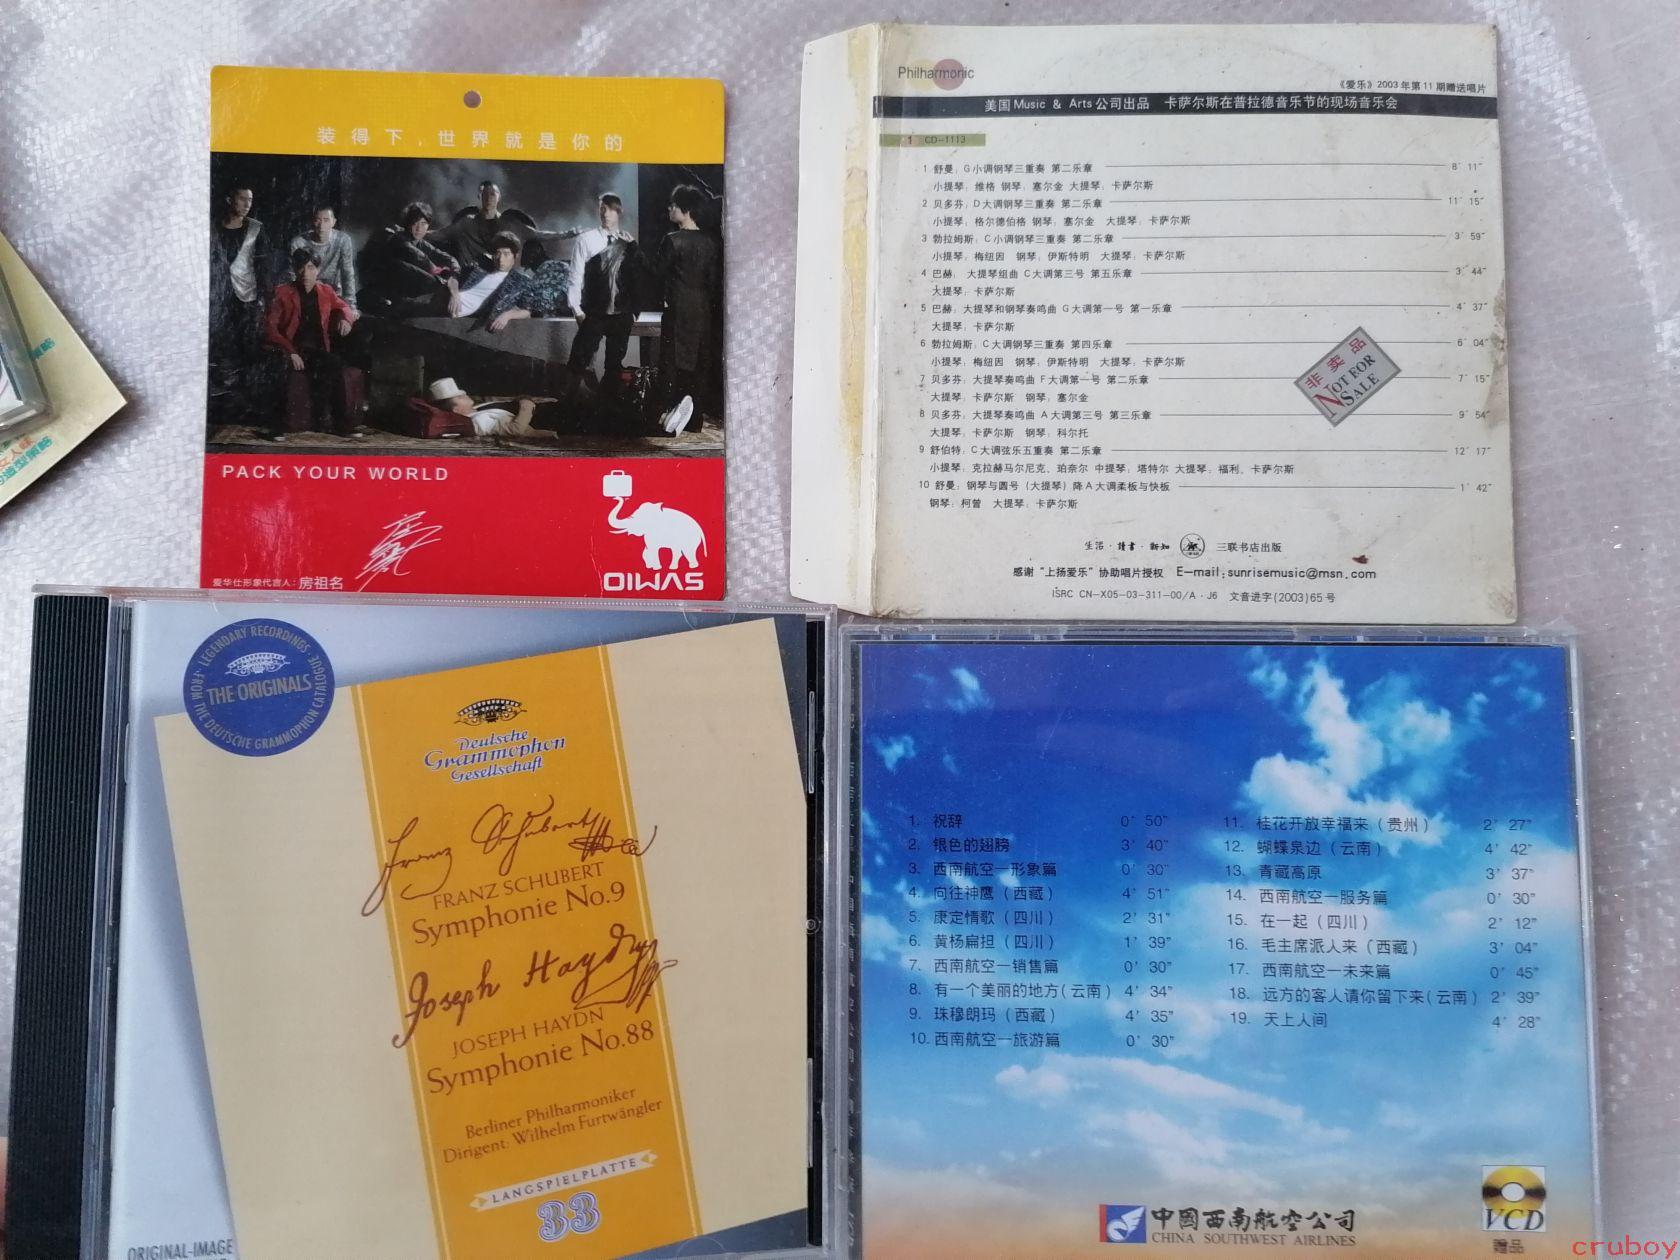 装得下,世界就是你的
PACK YOUR WORLD
爱华仕形象代言人:房祖名
OIWAS
Philharmonic
《爱乐》2003年第11期赠送唱片
美国Music & Arts公司出品 卡萨尔斯在普拉德音乐节的现场音乐会
1 CD-1113
1 舒曼:G小调钢琴三重奏 第二乐章 8' 11"
小提琴:维格 钢琴:塞尔金 大提琴:卡萨尔斯
2 贝多芬:D大调钢琴三重奏 第二乐章 11' 15"
小提琴:格尔德伯格 钢琴:塞尔金 大提琴:卡萨尔斯
3 勃拉姆斯:C小调钢琴三重奏 第二乐章 3' 59"
小提琴:梅纽因 钢琴:伊斯特明 大提琴:卡萨尔斯
4 巴赫:大提琴组曲 C大调第三号 第五乐章 3' 44"
大提琴:卡萨尔斯
5 巴赫:大提琴和钢琴奏鸣曲 G大调第一号 第一乐章 4' 37"
大提琴:卡萨尔斯
6 勃拉姆斯:C大调钢琴三重奏 第四乐章 6' 04"
小提琴:梅纽因 钢琴:伊斯特明 大提琴:卡萨尔斯
7 贝多芬:大提琴奏鸣曲 F大调第一号 第二乐章 7' 15"
大提琴:卡萨尔斯 钢琴:塞尔金
8 贝多芬:大提琴奏鸣曲 A大调第三号 第三乐章 9' 54"
大提琴:卡萨尔斯 钢琴:科尔托
9 舒伯特:C大调弦乐五重奏 第二乐章 12' 17"
小提琴:克拉赫马尔尼克、珀奈尔 中提琴:塔特尔 大提琴:福利、卡萨尔斯
10 舒曼:钢琴与圆号(大提琴)降A大调柔板与快板 1' 42"
钢琴:柯曾 大提琴:卡萨尔斯
非卖品
NOT FOR
SALE
生活·读书·新知 三联书店出版
感谢"上扬爱乐"协助唱片授权 E-mail:sunrisemusic@msn.com
ISRC CN-X05-03-311-00/A·J6 文音进字(2003)65号
LEGENDARY RECORDINGS
THE ORIGINALS
FROM THE DEUTSCHE GRAMMOPHON CATALOGUE
Deutsche
Grammophon
Gesellschaft
Franz Schubert
FRANZ SCHUBERT
Symphonie No.9
Joseph Haydn
JOSEPH HAYDN
Symphonie No.88
Berliner Philharmoniker
Dirigent: Wilhelm Furtwängler
LANGSPIELPLATTE
33
ORIGINAL-IMAGE
1. 祝辞 0' 50"
2. 银色的翅膀 3' 40"
3. 西南航空—形象篇 0' 30"
4. 向往神鹰(西藏) 4' 51"
5. 康定情歌(四川) 2' 31"
6. 黄杨扁担(四川) 1' 39"
7. 西南航空—销售篇 0' 30"
8. 有一个美丽的地方(云南) 4' 34"
9. 珠穆朗玛(西藏) 4' 35"
10. 西南航空—旅游篇 0' 30"
11. 桂花开放幸福来(贵州) 2' 27"
12. 蝴蝶泉边(云南) 4' 42"
13. 青藏高原 3' 37"
14. 西南航空—服务篇 0' 30"
15. 在一起(四川) 2' 12"
16. 毛主席派人来(西藏) 3' 04"
17. 西南航空—未来篇 0' 45"
18. 远方的客人请你留下来(云南) 2' 39"
19. 天上人间 4' 28"
中国西南航空公司
CHINA SOUTHWEST AIRLINES
VCD
赠品
cruboy